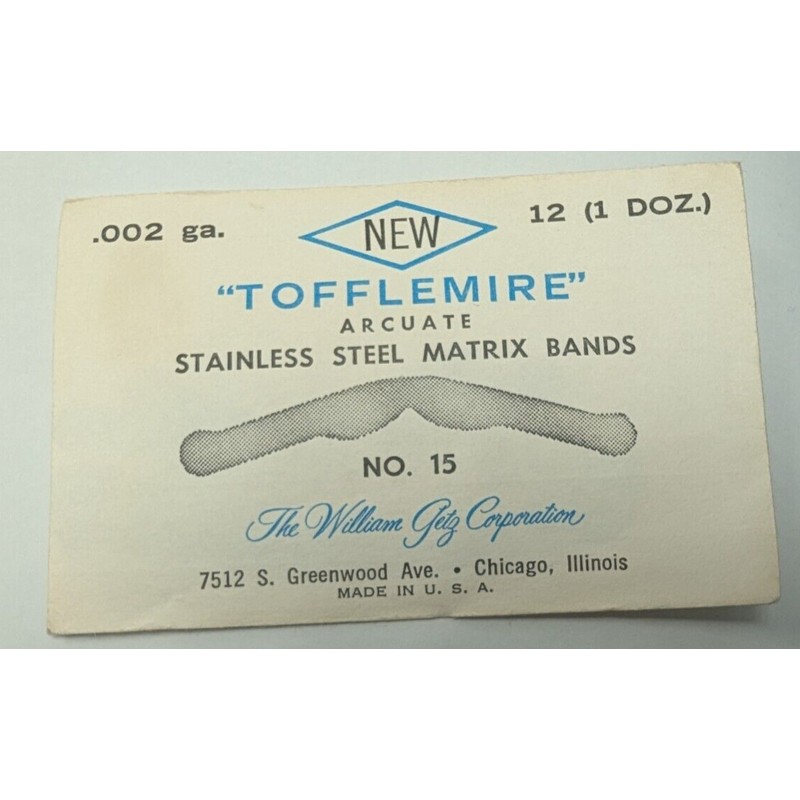 .002 ga.
NEW
12 (1 DOZ.)
"TOFFLEMIRE"
ARCUATE
STAINLESS STEEL MATRIX BANDS
NO. 15
The William Getz Corporation
7512 S. Greenwood Ave. • Chicago, Illinois
MADE IN U. S. A.